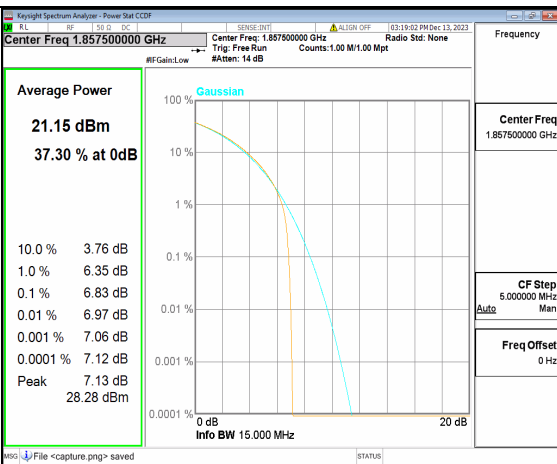 Keysight Spectrum Analyzer - Power Stat CCDF
RL RF 50 Ω DC SENSE:INT ALIGN OFF 03:19:02 PM Dec 13, 2023
Center Freq 1.857500000 GHz
Center Freq: 1.857500000 GHz Radio Std: None
Trig: Free Run Counts:1.00 M/1.00 Mpt
#IFGain:Low #Atten: 14 dB
Frequency
Center Freq
1.857500000 GHz
CF Step
5.000000 MHz
Auto Man
Freq Offset
0 Hz
Average Power
21.15 dBm
37.30 % at 0dB
10.0 % 3.76 dB
1.0 % 6.35 dB
0.1 % 6.83 dB
0.01 % 6.97 dB
0.001 % 7.06 dB
0.0001 % 7.12 dB
Peak 7.13 dB
28.28 dBm
Gaussian
100 %
10 %
1 %
0.1 %
0.01 %
0.001 %
0.0001 %
0 dB 20 dB
Info BW 15.000 MHz
MSG File <capture.png> saved STATUS